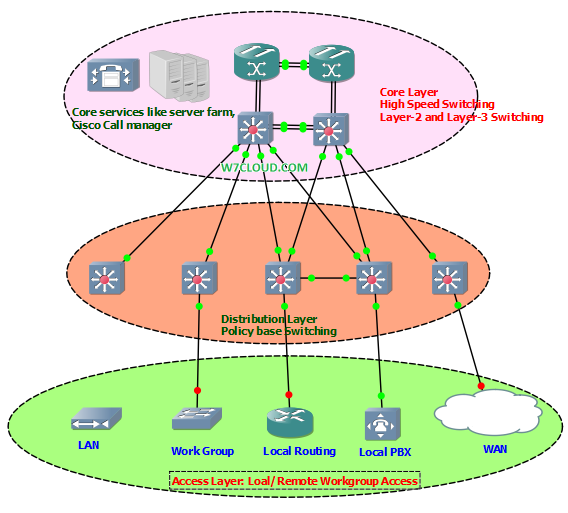 Core services like server farm,
Cisco Call manager
Core Layer
High Speed Switching
Layer-2 and Layer-3 Switching
W7CLOUD.COM
Distribution Layer
Policy base Switching
LAN
Work Group
Local Routing
Local PBX
WAN
Access Layer: Loal/ Remote Workgroup Access